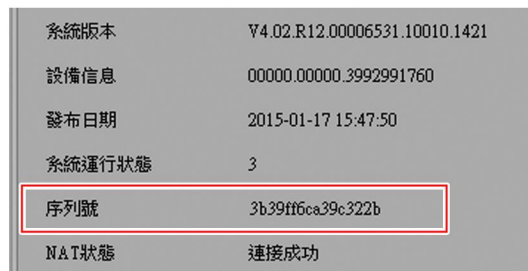 系統版本 V4.02.R12.00006531.10010.1421
設備信息 00000.00000.3992991760
發布日期 2015-01-17 15:47:50
系統運行狀態 3
序列號 3b39ff6ca39c322b
NAT狀態 連接成功